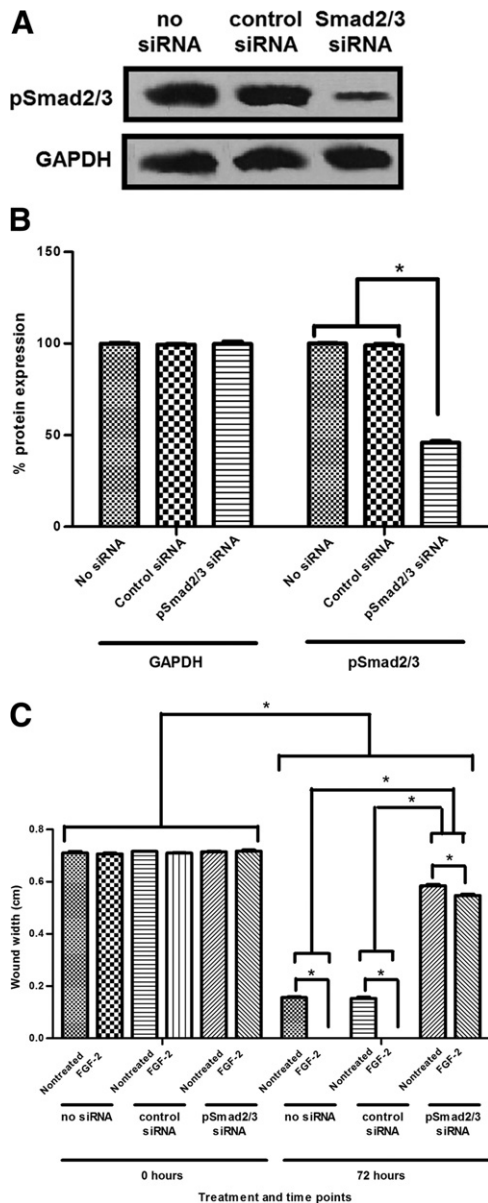 A
no control Smad2/3
siRNA siRNA siRNA
pSmad2/3
GAPDH
B
150
*
100
50
0
% protein expression
No siRNA
Control siRNA
pSmad2/3 siRNA
No siRNA
Control siRNA
pSmad2/3 siRNA
GAPDH
pSmad2/3
C
*
*
*
*
*
*
0.8
0.6
0.4
0.2
0.0
Wound width (cm)
Nontreated
FGF-2
Nontreated
FGF-2
Nontreated
FGF-2
Nontreated
FGF-2
Nontreated
FGF-2
Nontreated
FGF-2
no siRNA
control
siRNA
pSmad2/3
siRNA
no siRNA
control
siRNA
pSmad2/3
siRNA
0 hours
72 hours
Treatment and time points